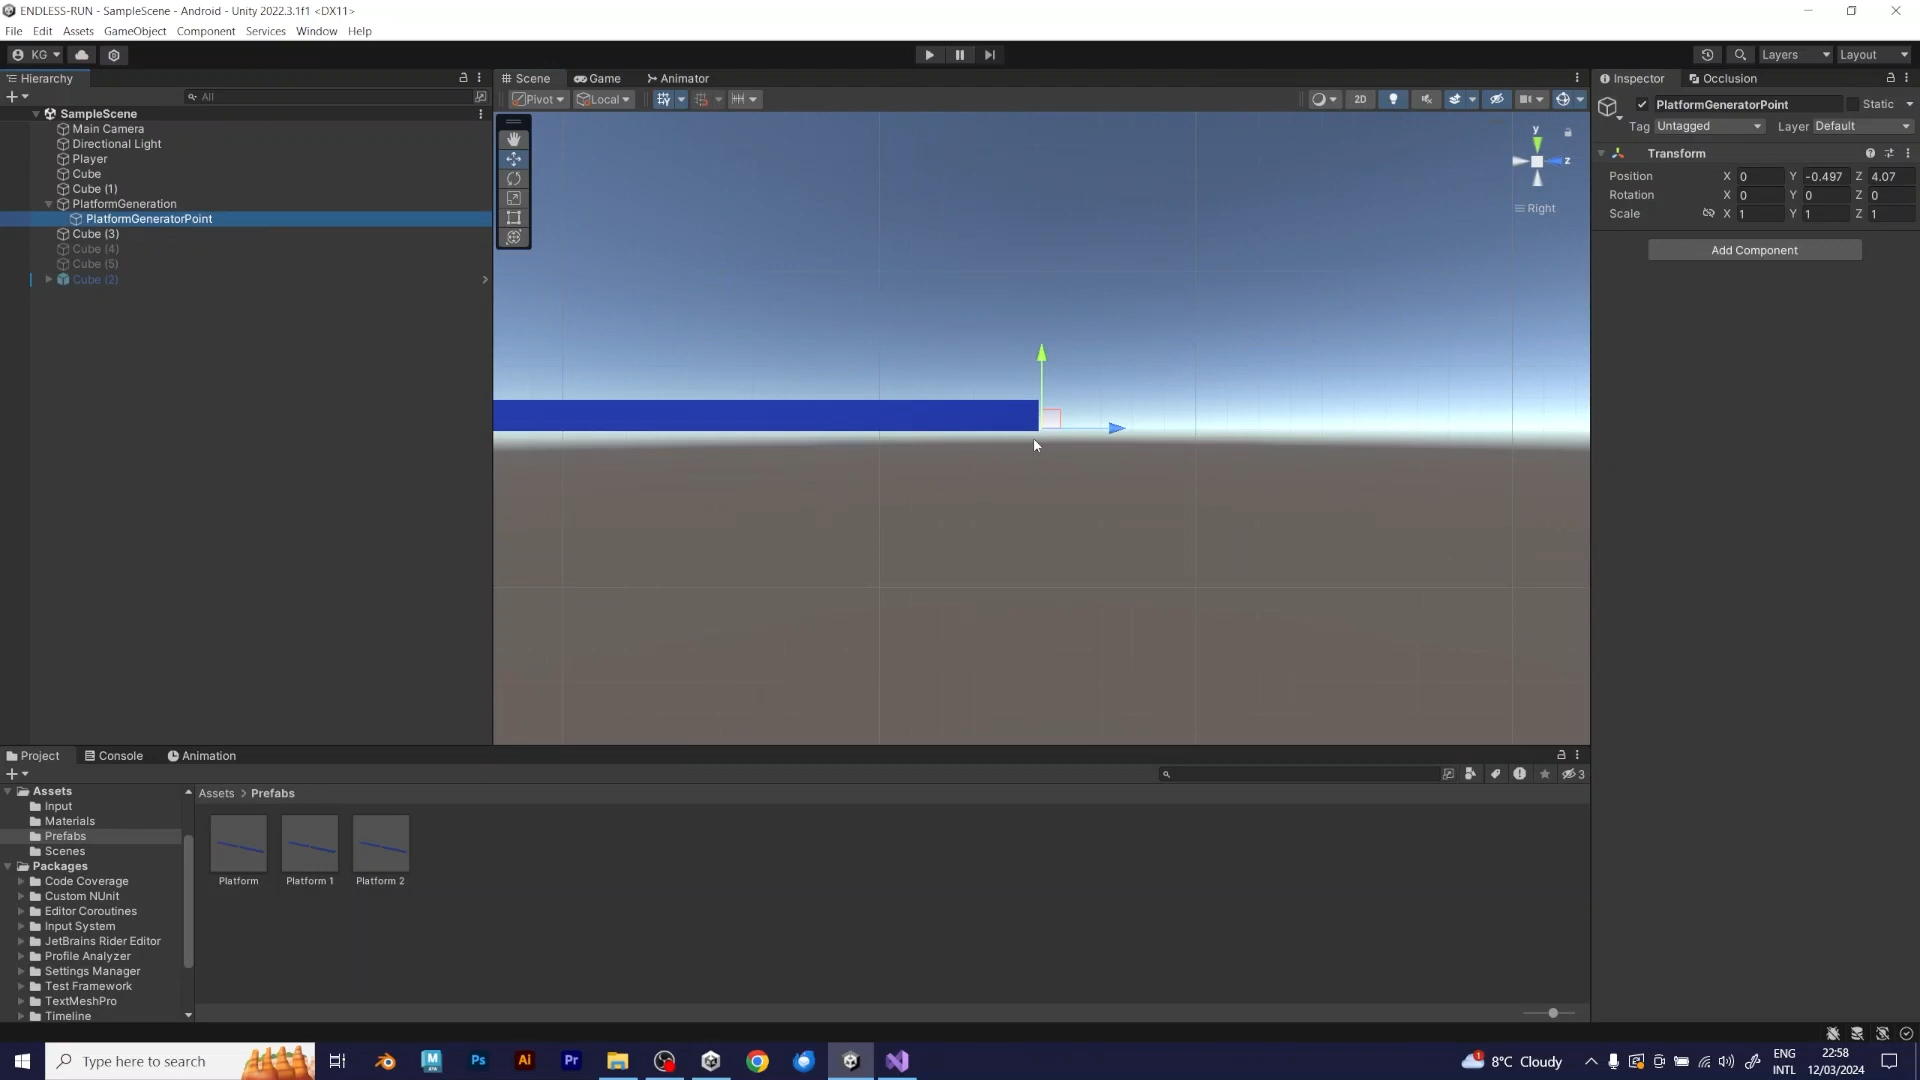 ENDLESS-RUN - SampleScene - Android - Unity 2022.3.1f1 <DX11>
File Edit Assets GameObject Component Services Window Help
KG Layers Layout
Hierarchy
All
SampleScene
Main Camera
Directional Light
Player
Cube
Cube (1)
PlatformGeneration
PlatformGeneratorPoint
Cube (3)
Cube (4)
Cube (5)
Cube (2)
Scene Game Animator
Pivot Local 2D
y
z
Right
Inspector Occlusion
PlatformGeneratorPoint Static
Tag Untagged Layer Default
Transform
Position X 0 Y -0.497 Z 4.07
Rotation X 0 Y 0 Z 0
Scale X 1 Y 1 Z 1
Add Component
Project Console Animation
3
Assets
Input
Materials
Prefabs
Scenes
Packages
Code Coverage
Custom NUnit
Editor Coroutines
Input System
JetBrains Rider Editor
Profile Analyzer
Settings Manager
Test Framework
TextMeshPro
Timeline
Assets > Prefabs
Platform Platform 1 Platform 2
Type here to search
M
Ps Ai Pr
1
8°C Cloudy
ENG
INTL
22:58
12/03/2024